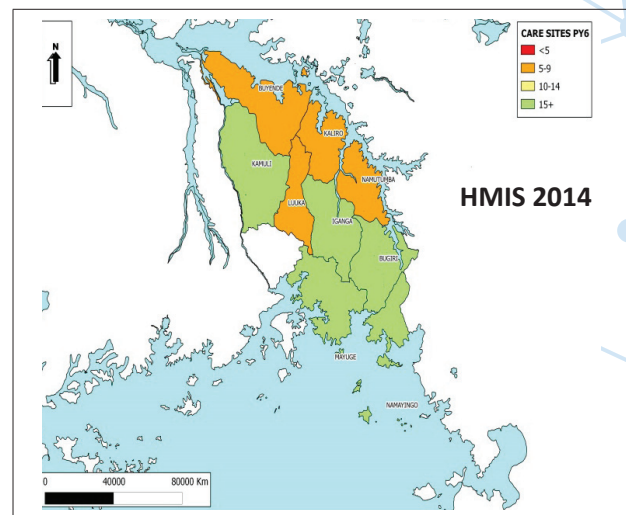 N
CARE SITES PY6
<5
5-9
10-14
15+
BUYENDE
KALIRO
KAMULI
NAMUTUMBA
LUUKA
HMIS 2014
IGANGA
BUGIRI
MAYUGE
NAMAYINGO
0 40000 80000 Km